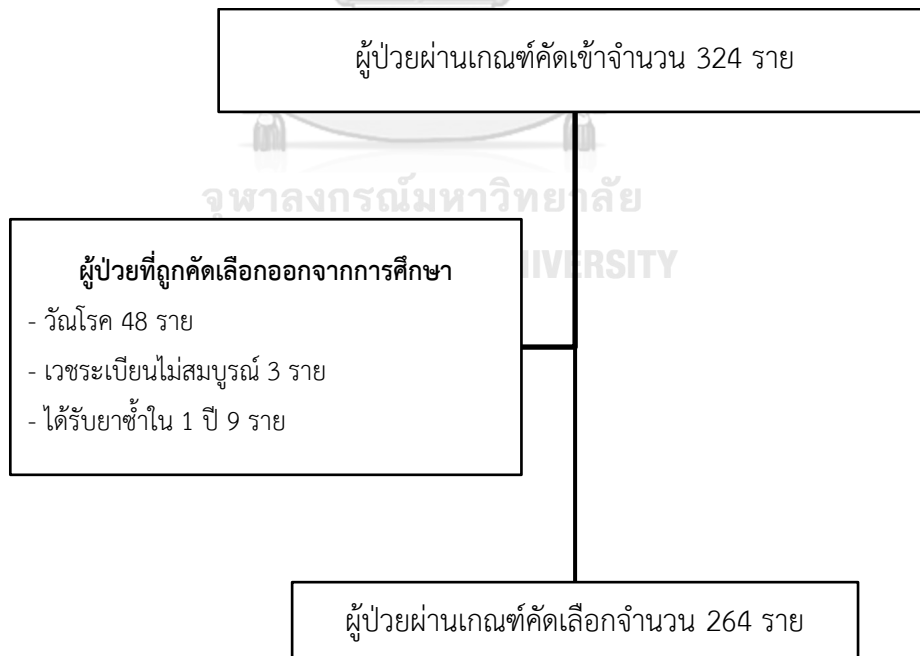 ผู้ป่วยผ่านเกณฑ์คัดเข้าจำนวน 324 ราย
จุฬาลงกรณ์มหาวิทยาลัย
IVERSITY
ผู้ป่วยที่ถูกคัดเลือกออกจากการศึกษา
- วัณโรค 48 ราย
- เวชระเบียนไม่สมบูรณ์ 3 ราย
- ได้รับยาซ้ำใน 1 ปี 9 ราย
ผู้ป่วยผ่านเกณฑ์คัดเลือกจำนวน 264 ราย